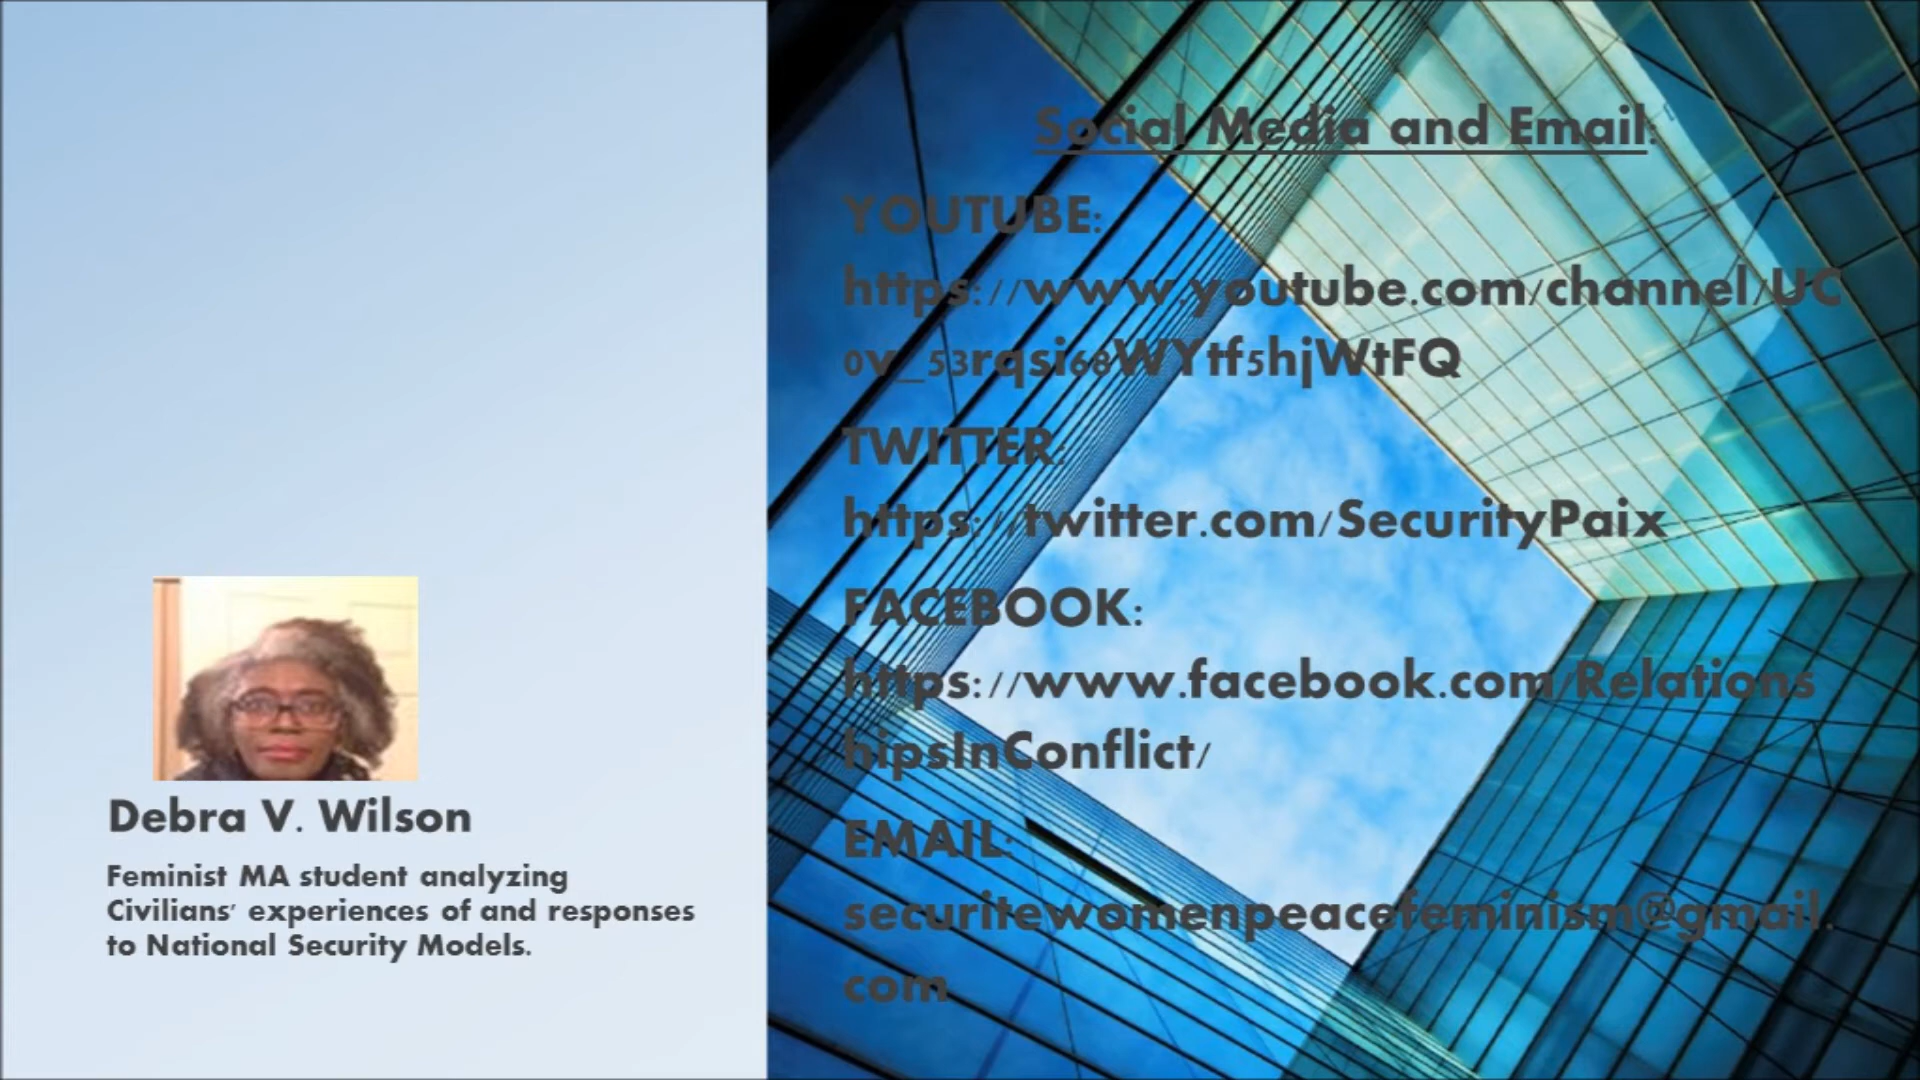 Debra V. Wilson
Feminist MA student analyzing
Civilians' experiences of and responses
to National Security Models.
Social Media and Email:
YOUTUBE:
https://www.youtube.com/channel/UC
0v_53rqsi68WYtf5hjWtFQ
TWITTER:
https://twitter.com/SecurityPaix
FACEBOOK:
https://www.facebook.com/Relations
hipsInConflict/
EMAIL:
securitewomenpeacefeminism@gmail.
com